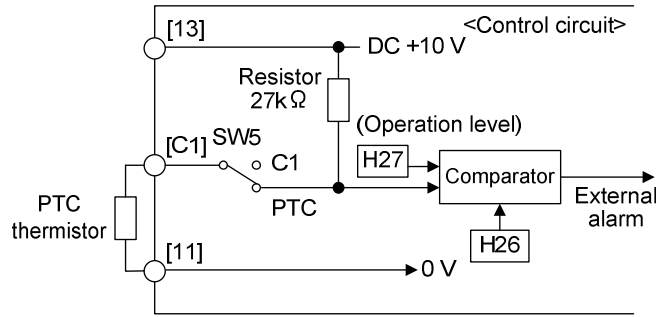 [13]
<Control circuit>
DC +10 V
Resistor
27kΩ
(Operation level)
[C1]
SW5
C1
H27
Comparator
PTC
External
alarm
PTC
thermistor
H26
[11]
0 V